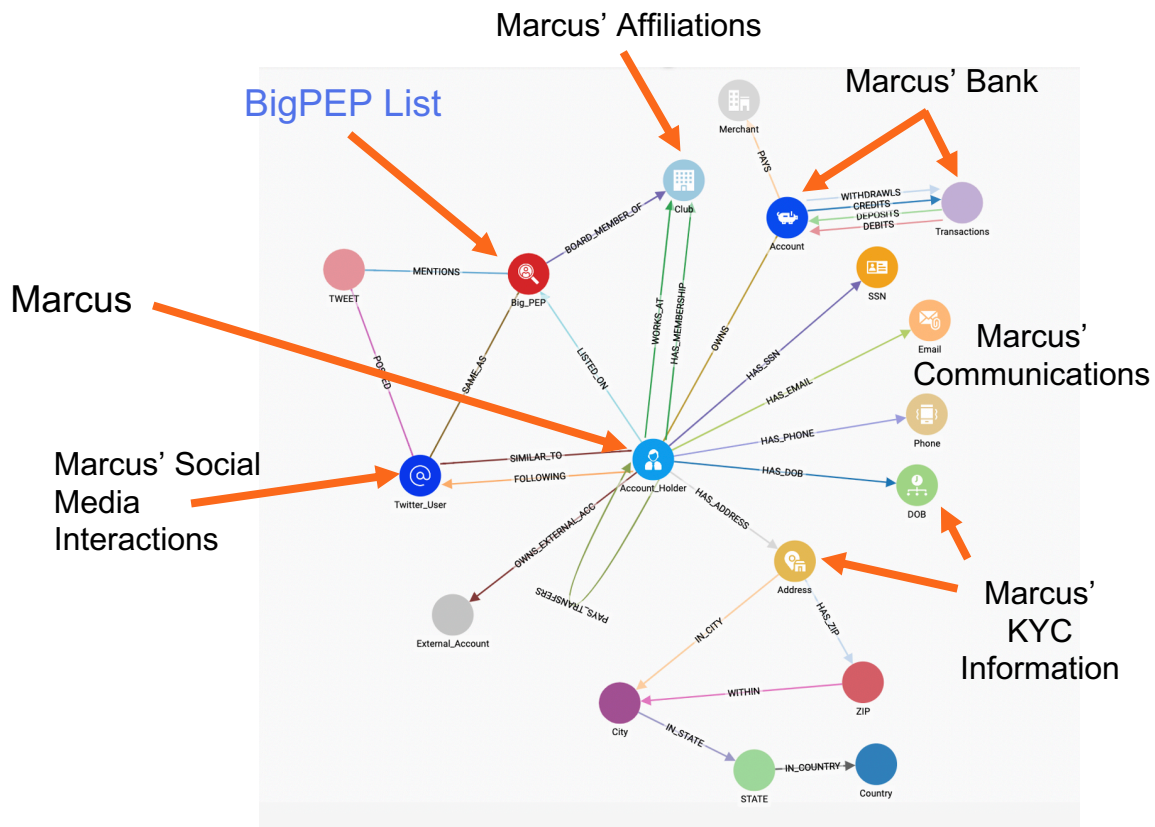 Marcus' Affiliations
Marcus' Bank
BigPEP List
Merchant
PAYS
Club
WITHDRAWLS
CREDITS
DEPOSITS
DEBITS
Account
Transactions
BOARD_MEMBER_OF
MENTIONS
TWEET
Big_PEP
SSN
Marcus
Email
Marcus'
Communications
WORKS_AT
HAS_MEMBERSHIP
OWNS
HAS_SSN
LISTED_ON
SAME_AS
POSTED
HAS_EMAIL
Phone
HAS_PHONE
Marcus' Social
Media
Interactions
SIMILAR_TO
FOLLOWING
Twitter_User
Account_Holder
HAS_DOB
DOB
HAS_ADDRESS
OWNS_EXTERNAL_ACC
PAYS_TRANSFERS
Address
Marcus'
KYC
Information
External_Account
IN_CITY
HAS_ZIP
WITHIN
ZIP
City
IN_STATE
IN_COUNTRY
STATE
Country